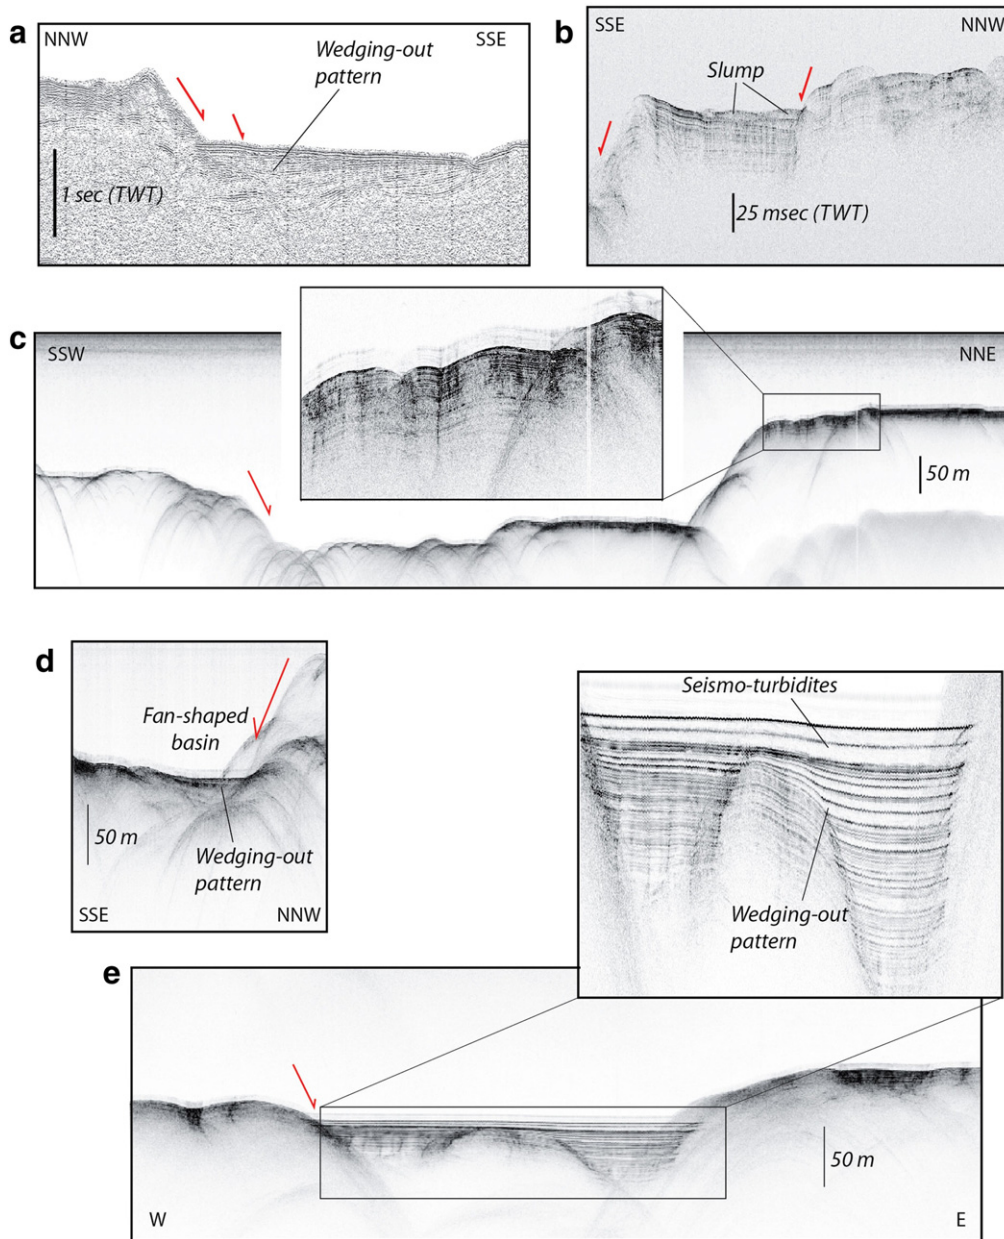 a
NNW
SSE
Wedging-out
pattern
1 sec (TWT)
b
SSE
NNW
Slump
25 msec (TWT)
c
SSW
NNE
50 m
d
Fan-shaped
basin
50 m
Wedging-out
pattern
SSE
NNW
Seismo-turbidites
Wedging-out
pattern
e
50 m
W
E